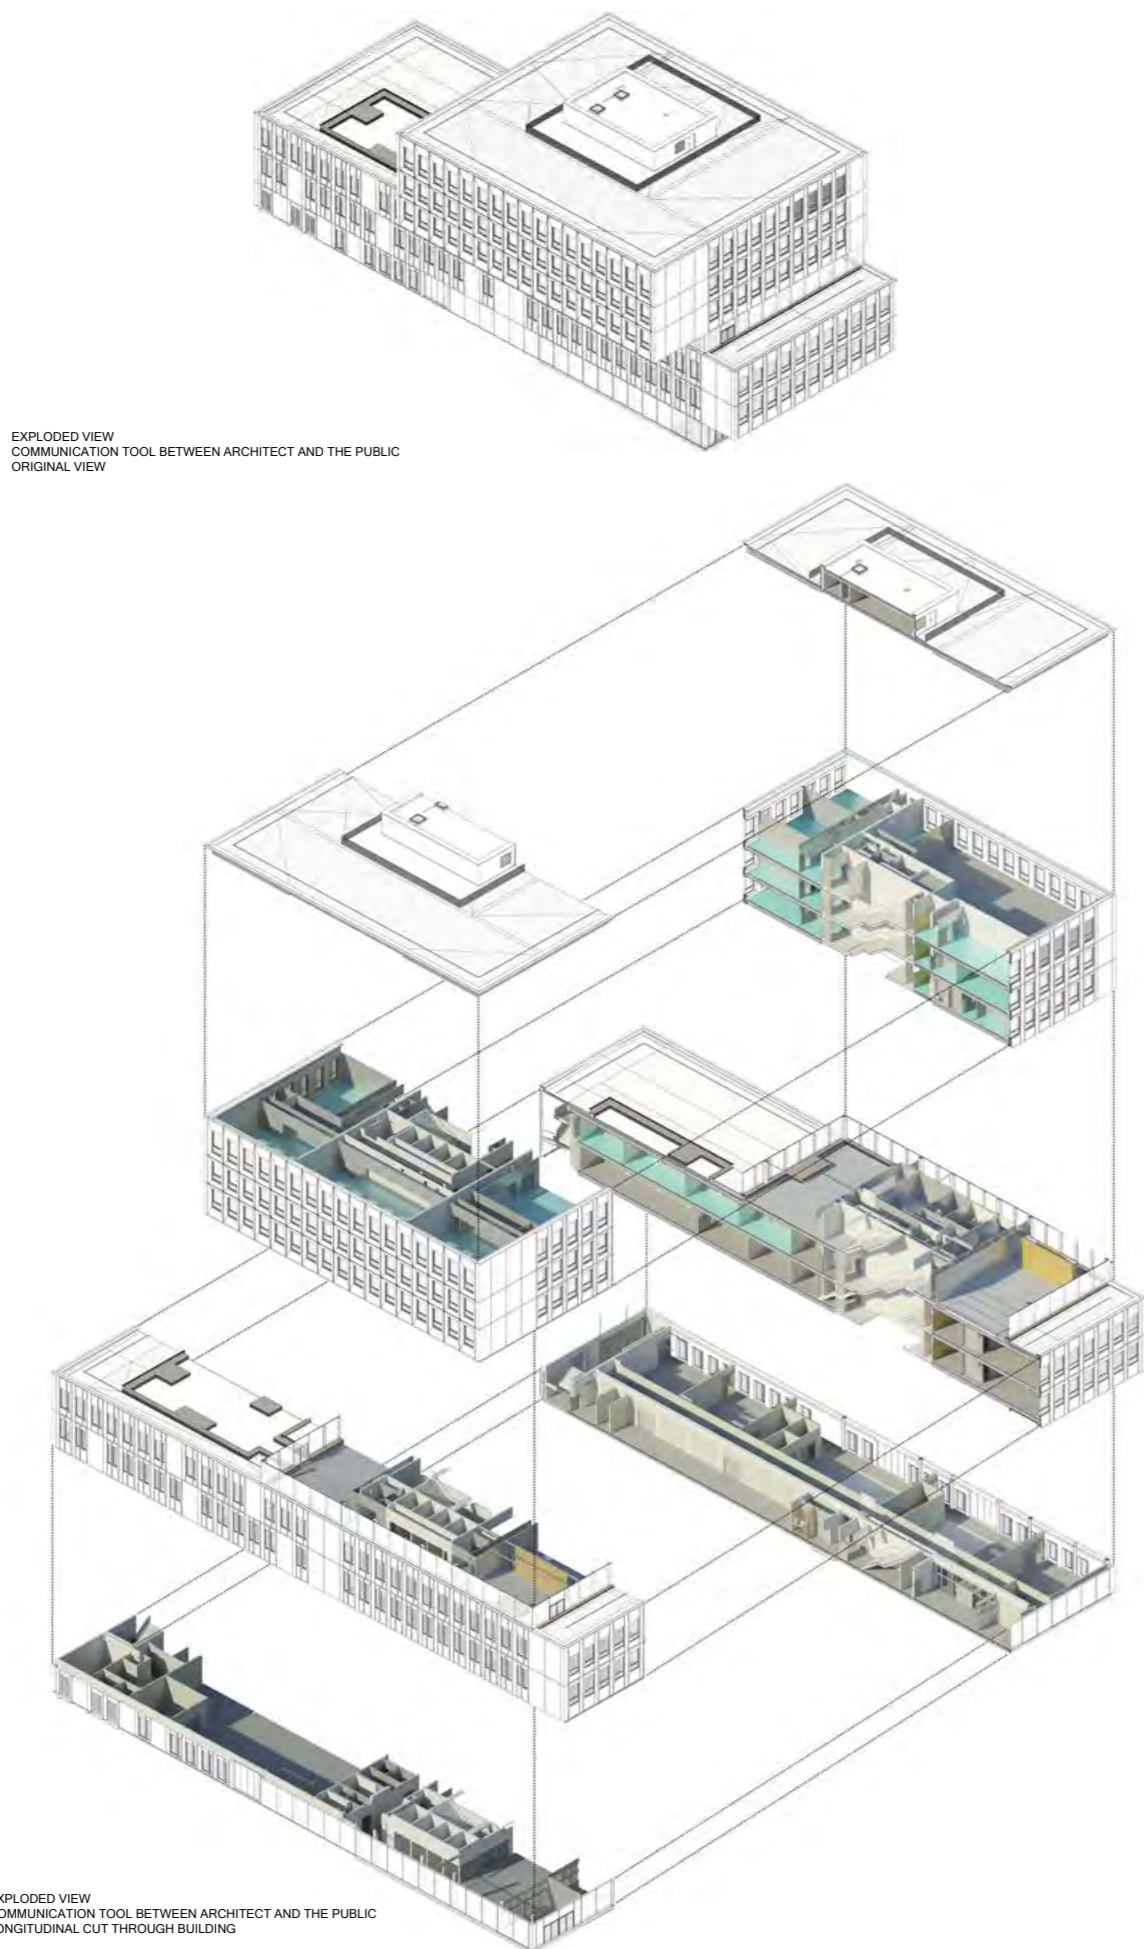 EXPLODED VIEW
COMMUNICATION TOOL BETWEEN ARCHITECT AND THE PUBLIC
ORIGINAL VIEW
XPLODED VIEW
OMMUNICATION TOOL BETWEEN ARCHITECT AND THE PUBLIC
ONGITUDINAL CUT THROUGH BUILDING